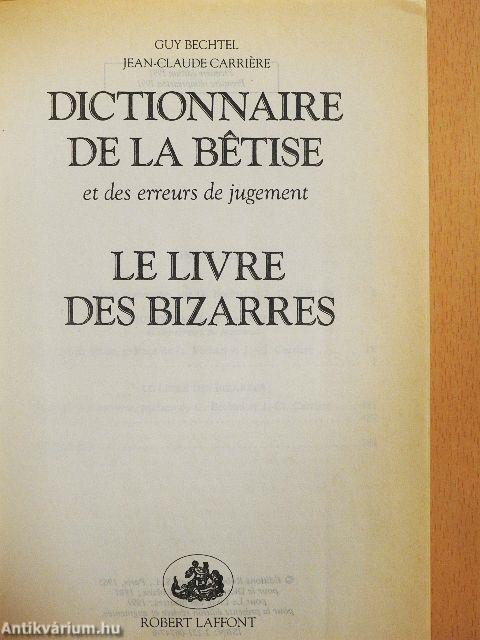 GUY BECHTEL
JEAN-CLAUDE CARRIÈRE
DICTIONNAIRE
DE LA BÊTISE
et des erreurs de jugement
LE LIVRE
DES BIZARRES
ROBERT LAFFONT
Antikvárium.hu